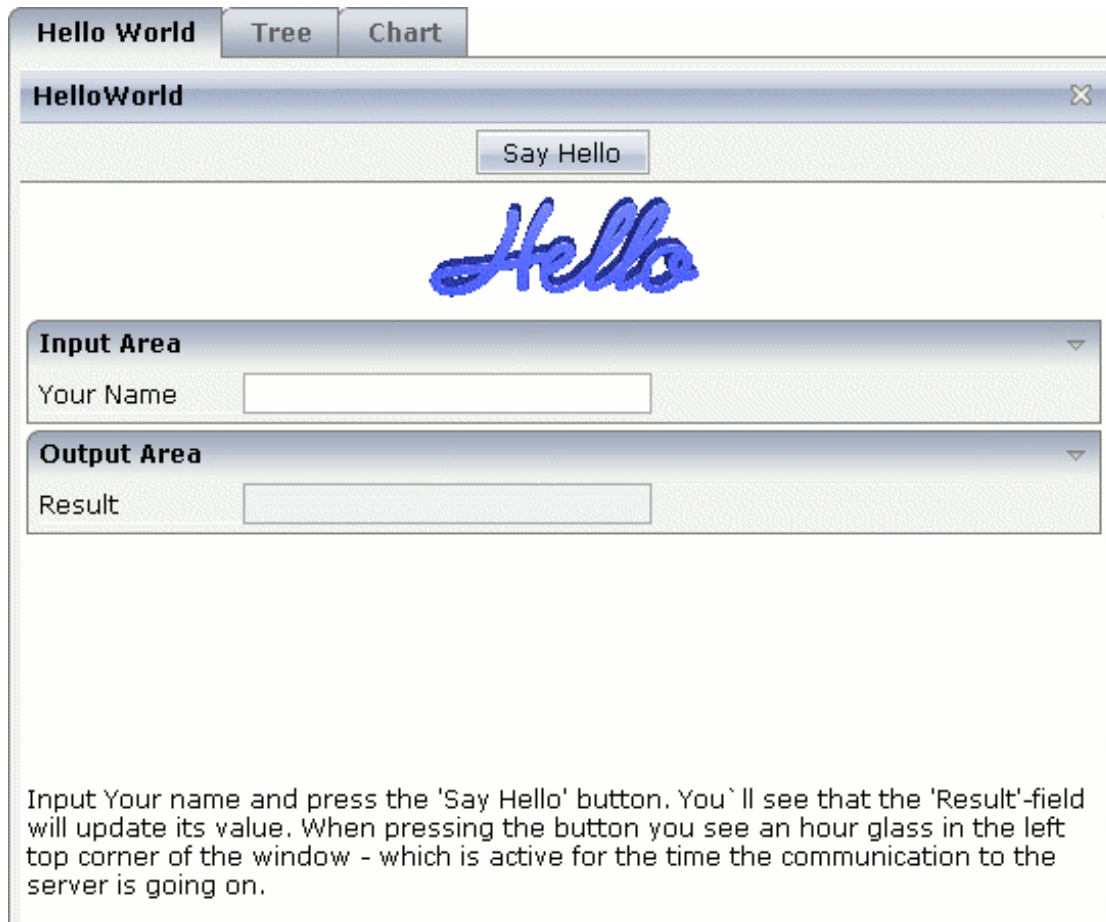 Hello World Tree Chart
HelloWorld
Say Hello
Hello
Input Area
Your Name
Output Area
Result
Input Your name and press the 'Say Hello' button. You`ll see that the 'Result'-field
will update its value. When pressing the button you see an hour glass in the left
top corner of the window - which is active for the time the communication to the
server is going on.